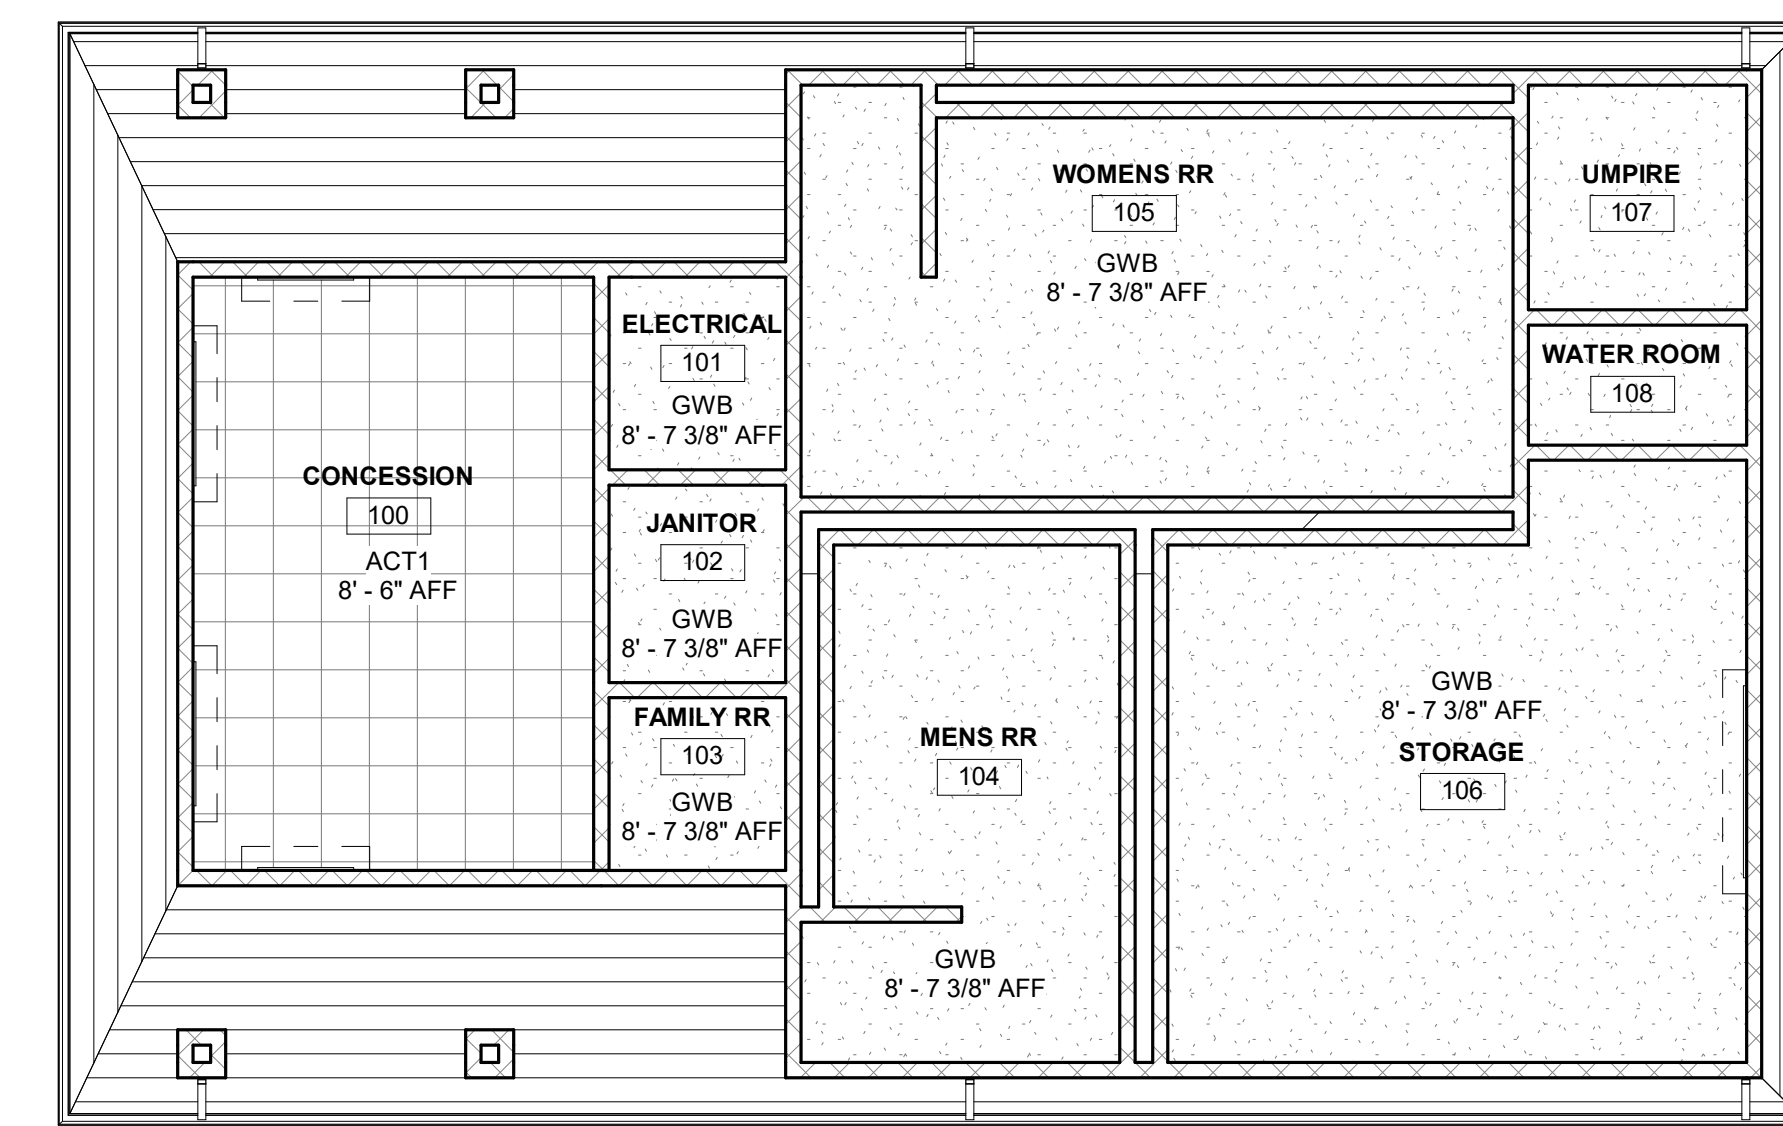 WOMENS RR
105
GWB
8' - 7 3/8" AFF
UMPIRE
107
ELECTRICAL
101
GWB
8' - 7 3/8" AFF
WATER ROOM
108
CONCESSION
100
ACT1
8' - 6" AFF
JANITOR
102
GWB
8' - 7 3/8" AFF
FAMILY RR
103
GWB
8' - 7 3/8" AFF
MENS RR
104
GWB
8' - 7 3/8" AFF
GWB
8' - 7 3/8" AFF
STORAGE
106